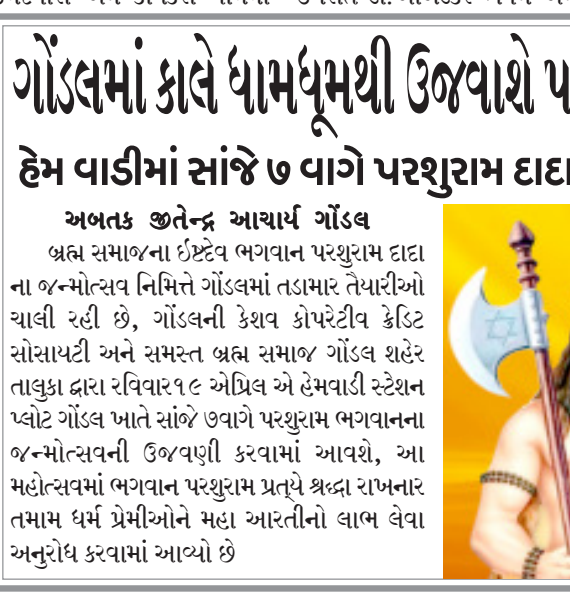 ગોંડલમાં કાલે ધામધૂમથી ઉજવાશે
હેમ વાડીમાં સાંજે ૭ વાગે પરશુરામ દાદા
અબતક જીતેન્દ્ર આચાર્ય ગોંડલ
બ્રહ્મ સમાજના ઇષ્ટદેવ ભગવાન પરશુરામ દાદા
ના જન્મોત્સવ નિમિત્તે ગોંડલમાં તડામાર તૈયારીઓ
ચાલી રહી છે, ગોંડલની કેશવ કોપરેટીવ ક્રેડિટ
સોસાયટી અને સમસ્ત બ્રહ્મ સમાજ ગોંડલ શહેર
તાલુકા દ્વારા રવિવાર૧૯ એપ્રિલ એ હેમવાડી સ્ટેશન
પ્લોટ ગોંડલ ખાતે સાંજે ૭વાગે પરશુરામ ભગવાનના
જન્મોત્સવની ઉજવણી કરવામાં આવશે, આ
મહોત્સવમાં ભગવાન પરશુરામ પ્રત્યે શ્રદ્ધા રાખનાર
તમામ ધર્મ પ્રેમીઓને મહા આરતીનો લાભ લેવા
અનુરોધ કરવામાં આવ્યો છે